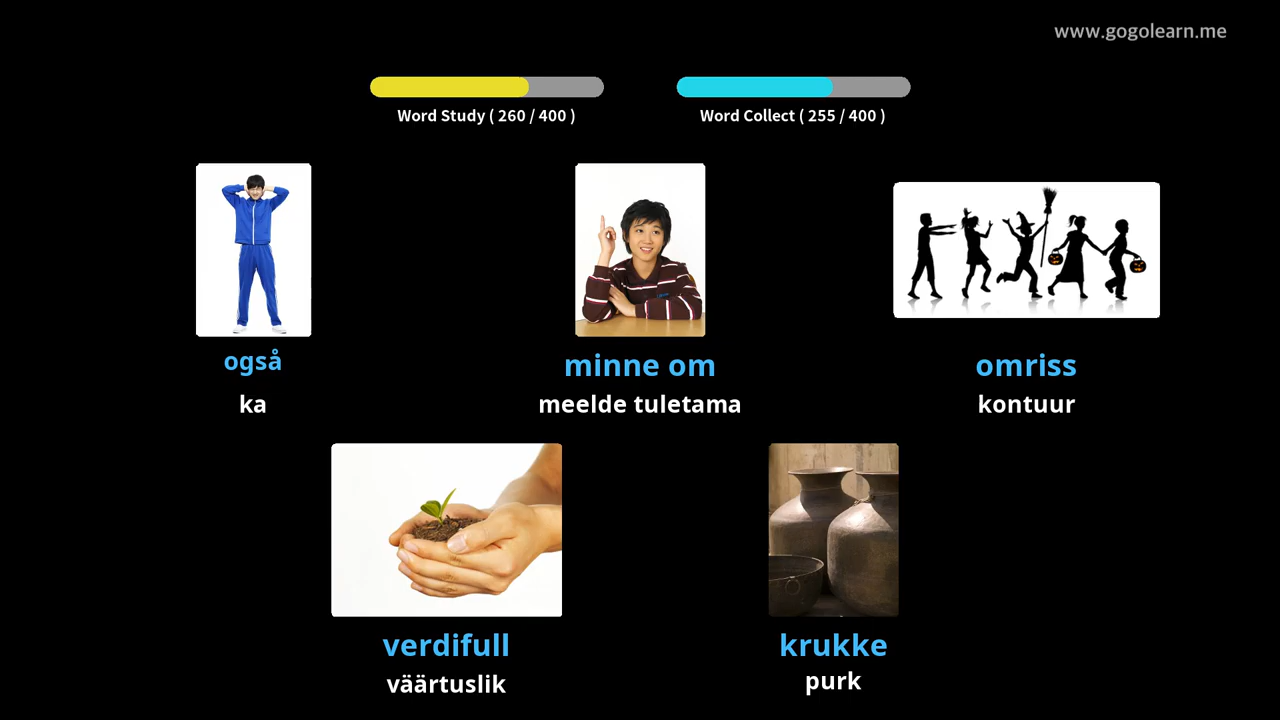 www.gogolearn.me
Word Study ( 260 / 400 )
Word Collect ( 255 / 400 )
også
ka
minne om
meelde tuletama
omriss
kontuur
verdifull
väärtuslik
krukke
purk